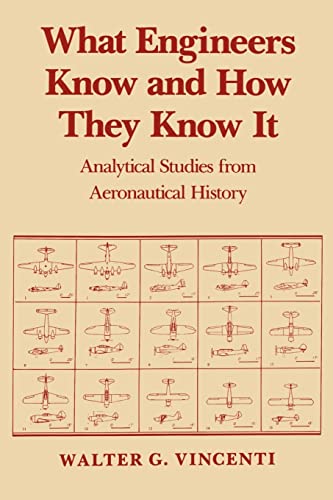 What Engineers
Know and How
They Know It
Analytical Studies from
Aeronautical History
WALTER G. VINCENTI